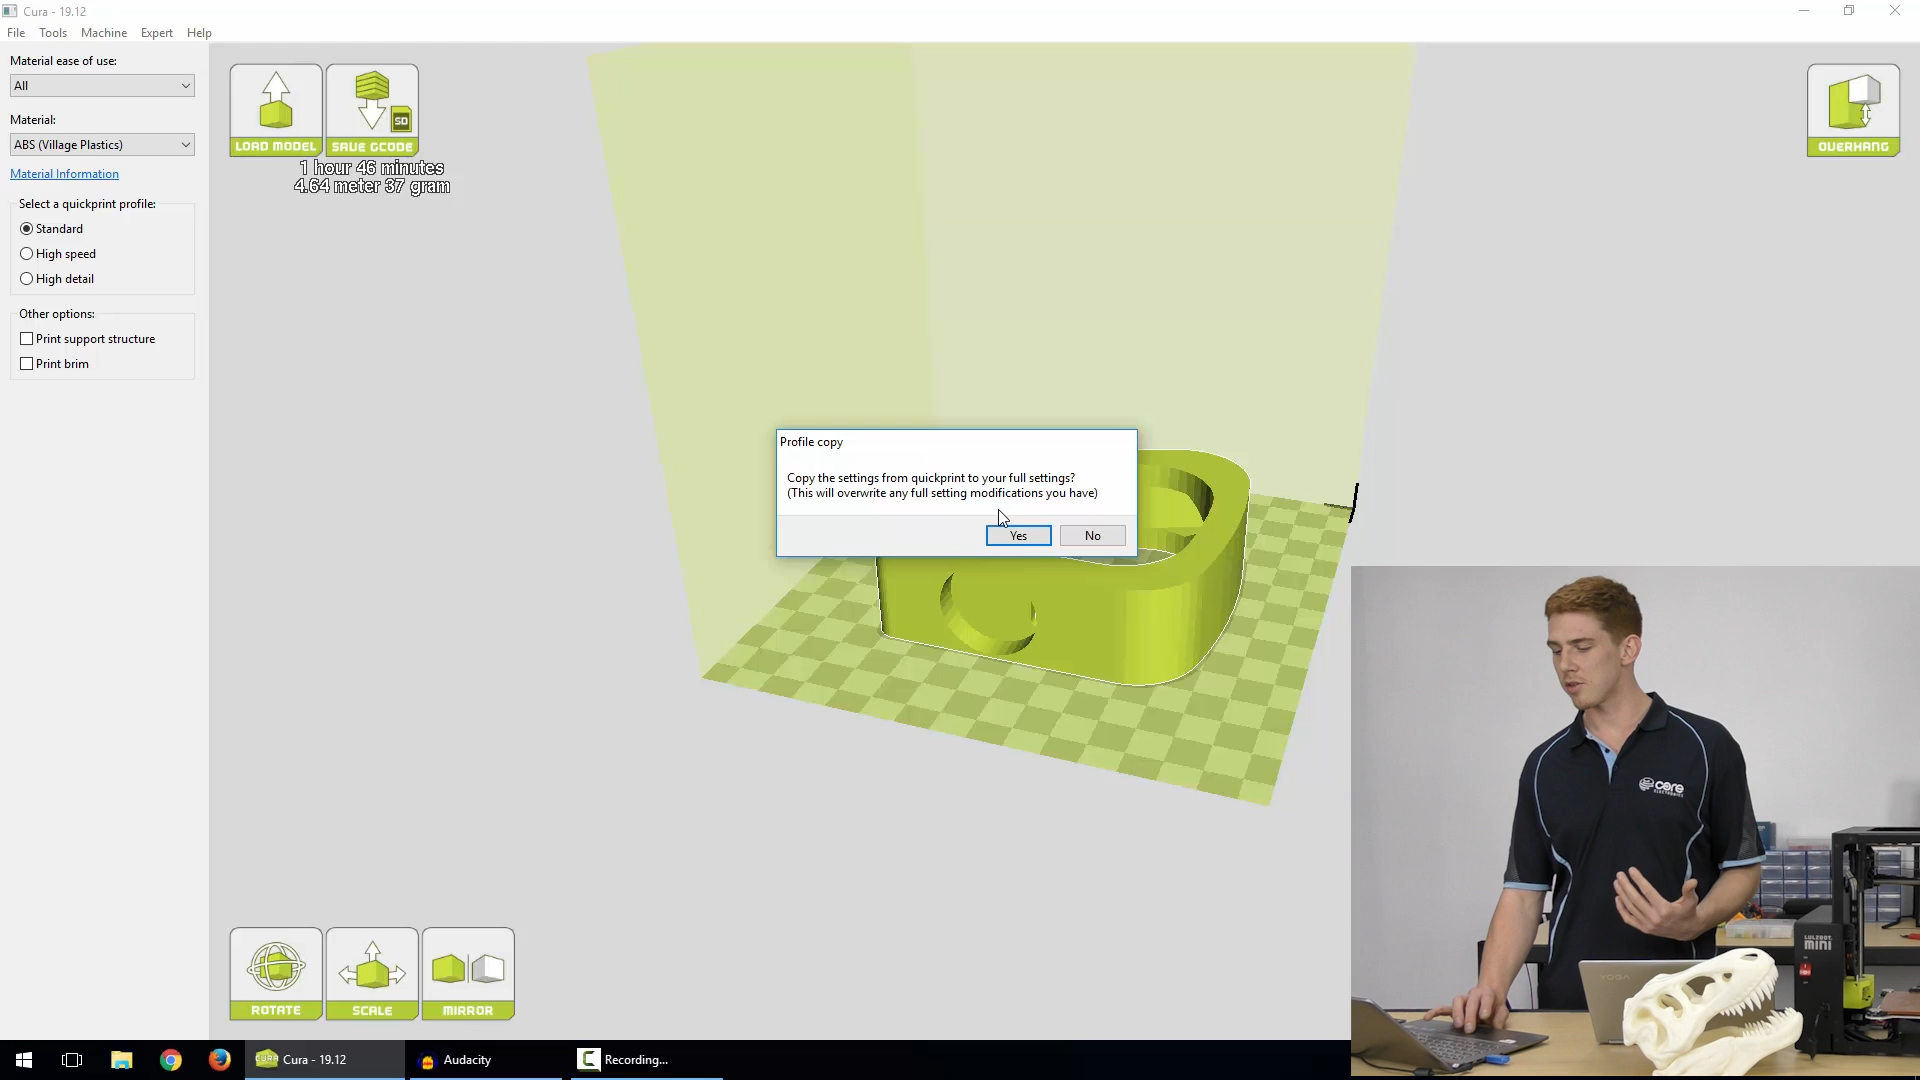 Cura - 19.12
File Tools Machine Expert Help
Material ease of use:
All
Material:
ABS (Village Plastics)
Material Information
Select a quickprint profile:
Standard
High speed
High detail
Other options:
Print support structure
Print brim
LOAD MODEL
SD
SAVE GCODE
1 hour 46 minutes
4.64 meter 37 gram
OVERHANG
Profile copy
Copy the settings from quickprint to your full settings?
(This will overwrite any full setting modifications you have)
Yes
No
core
ELECTRONICS
LULZBOT
MINI
YOGA
ROTATE
SCALE
MIRROR
CURA
Cura - 19.12
Audacity
Recording...